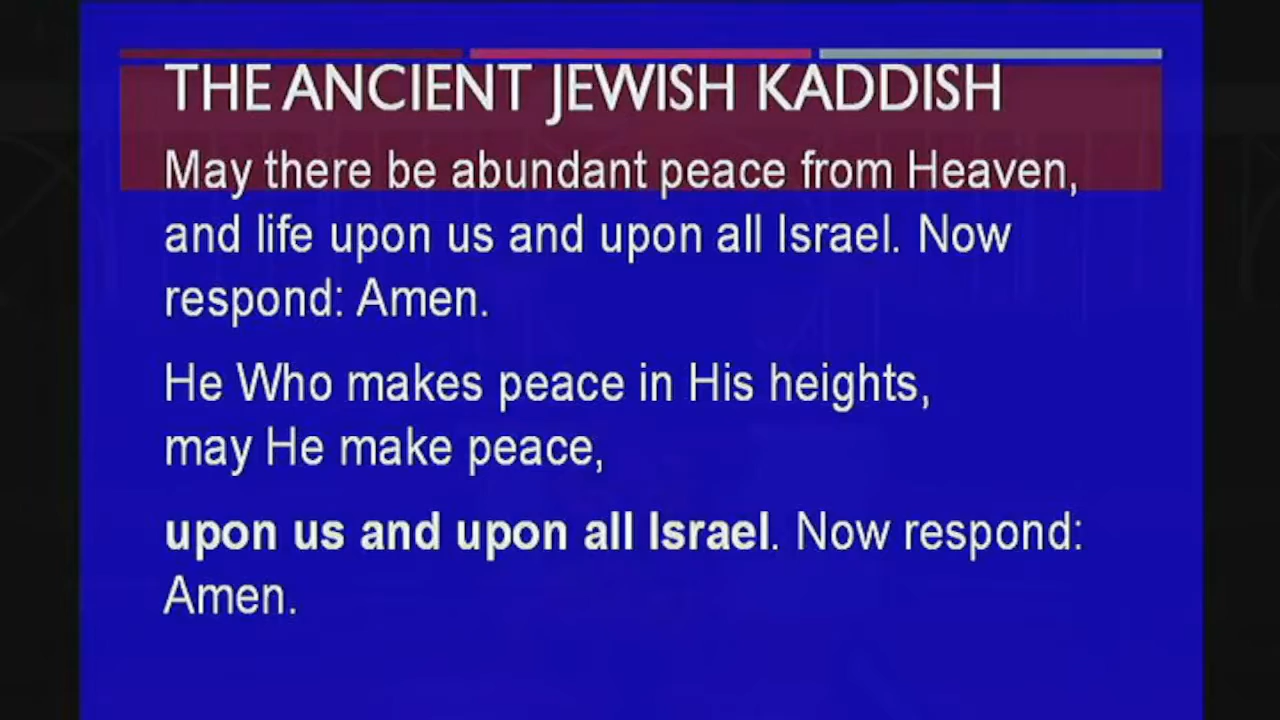 THE ANCIENT JEWISH KADDISH
May there be abundant peace from Heaven,
and life upon us and upon all Israel. Now
respond: Amen.
He Who makes peace in His heights,
may He make peace,
upon us and upon all Israel. Now respond:
Amen.